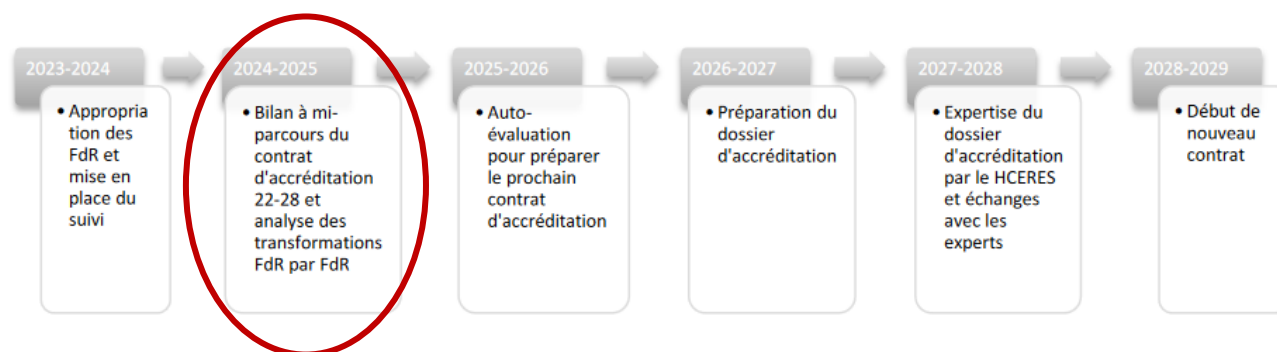 2023-2024
• Appropria
tion des
FdR et
mise en
place du
suivi
2024-2025
• Bilan à mi-
parcours du
contrat
d'accréditation
22-28 et
analyse des
transformations
FdR par FdR
2025-2026
• Auto-
évaluation
pour préparer
le prochain
contrat
d'accréditation
2026-2027
• Préparation du
dossier
d'accréditation
2027-2028
• Expertise du
dossier
d'accréditation
par le HCERES
et échanges
avec les
experts
2028-2029
• Début de
nouveau
contrat